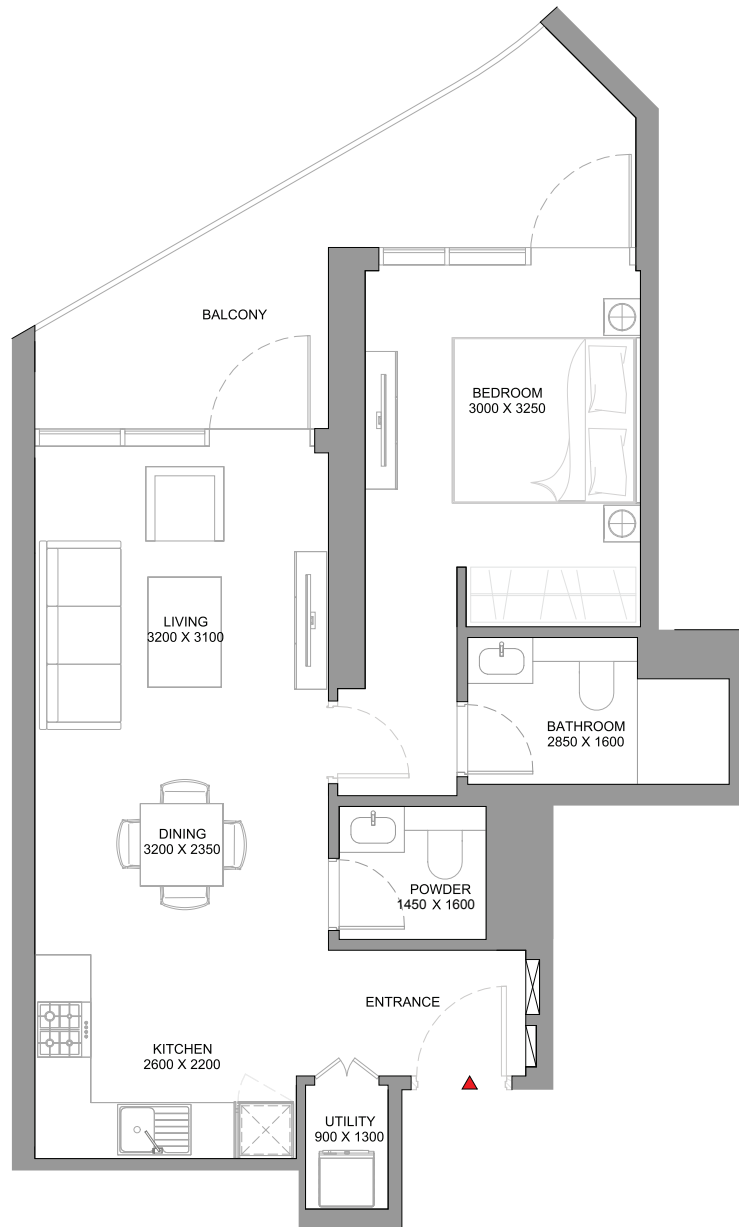 BALCONY
BEDROOM
3000 X 3250
LIVING
3200 X 3100
BATHROOM
2850 X 1600
DINING
3200 X 2350
POWDER
1450 X 1600
ENTRANCE
KITCHEN
2600 X 2200
UTILITY
900 X 1300